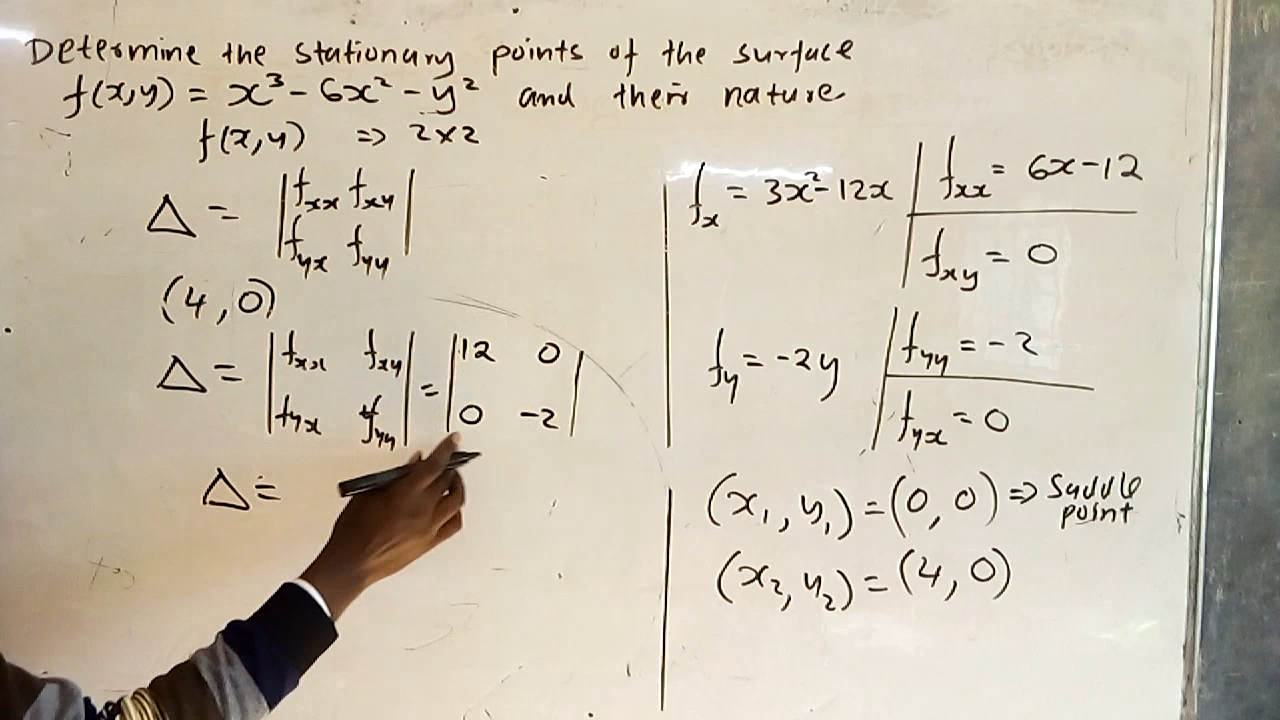 Determine the stationary points of the surface
f(x,y) = x³ - 6x² - y² and their nature
f(x,y) => 2x2
Δ = |fxx fxy|
|fyx fyy|
(4,0)
Δ = |fxx fxy| = |12 0|
|fyx fyy| |0 -2|
Δ =
fx = 3x² - 12x | fxx = 6x - 12
fxy = 0
fy = -2y | fyy = -2
fyx = 0
(x₁, y₁) = (0, 0) => Saddle point
(x₂, y₂) = (4, 0)